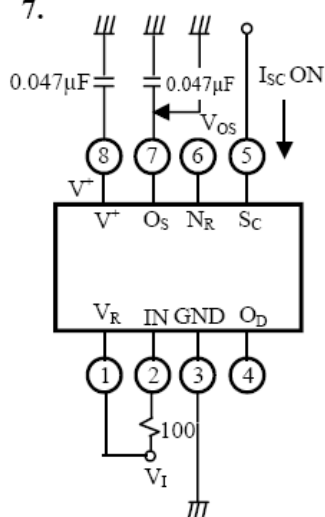 7.
0.047µF
0.047µF
I_SC ON
V_OS
8 7 6 5
V⁺
V⁺ O_S N_R S_C
V_R IN GND O_D
1 2 3 4
100
V_I